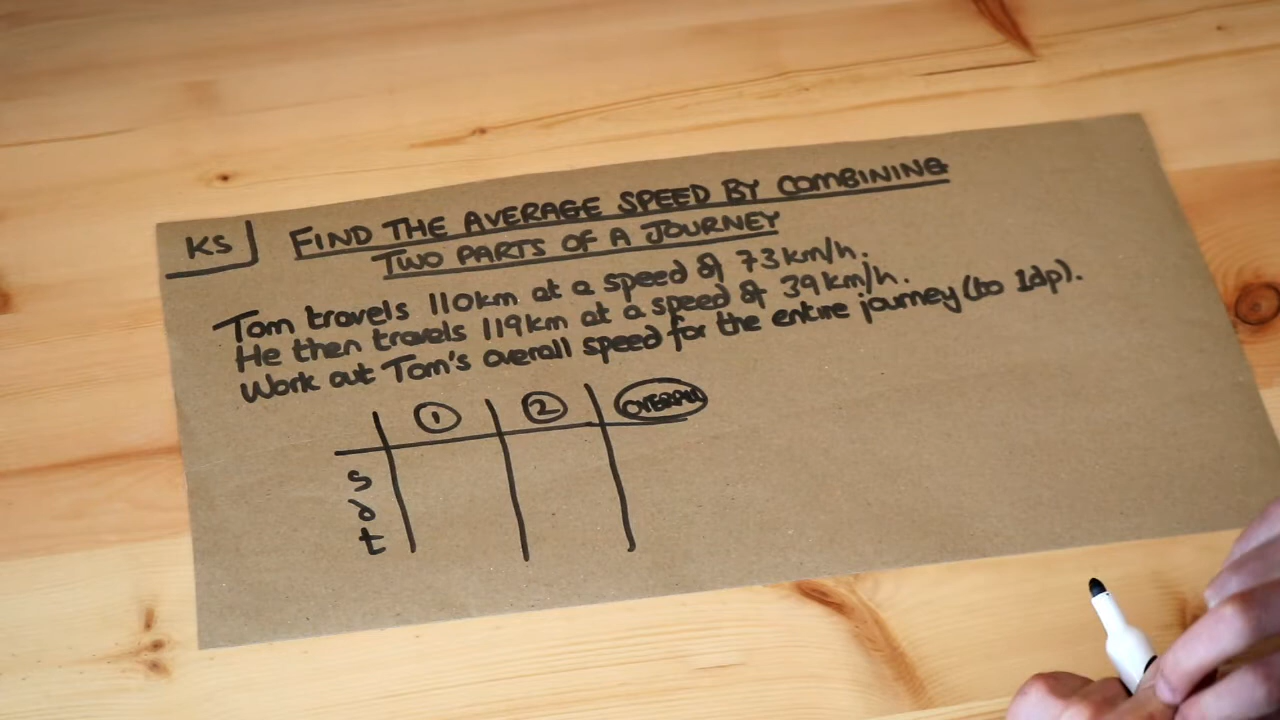 KS
FIND THE AVERAGE SPEED BY COMBINING
TWO PARTS OF A JOURNEY
Tom travels 110km at a speed of 73km/h.
He then travels 119km at a speed of 39km/h.
Work out Tom's overall speed for the entire journey (to 1dp).
1 2 OVERALL
s
d
t